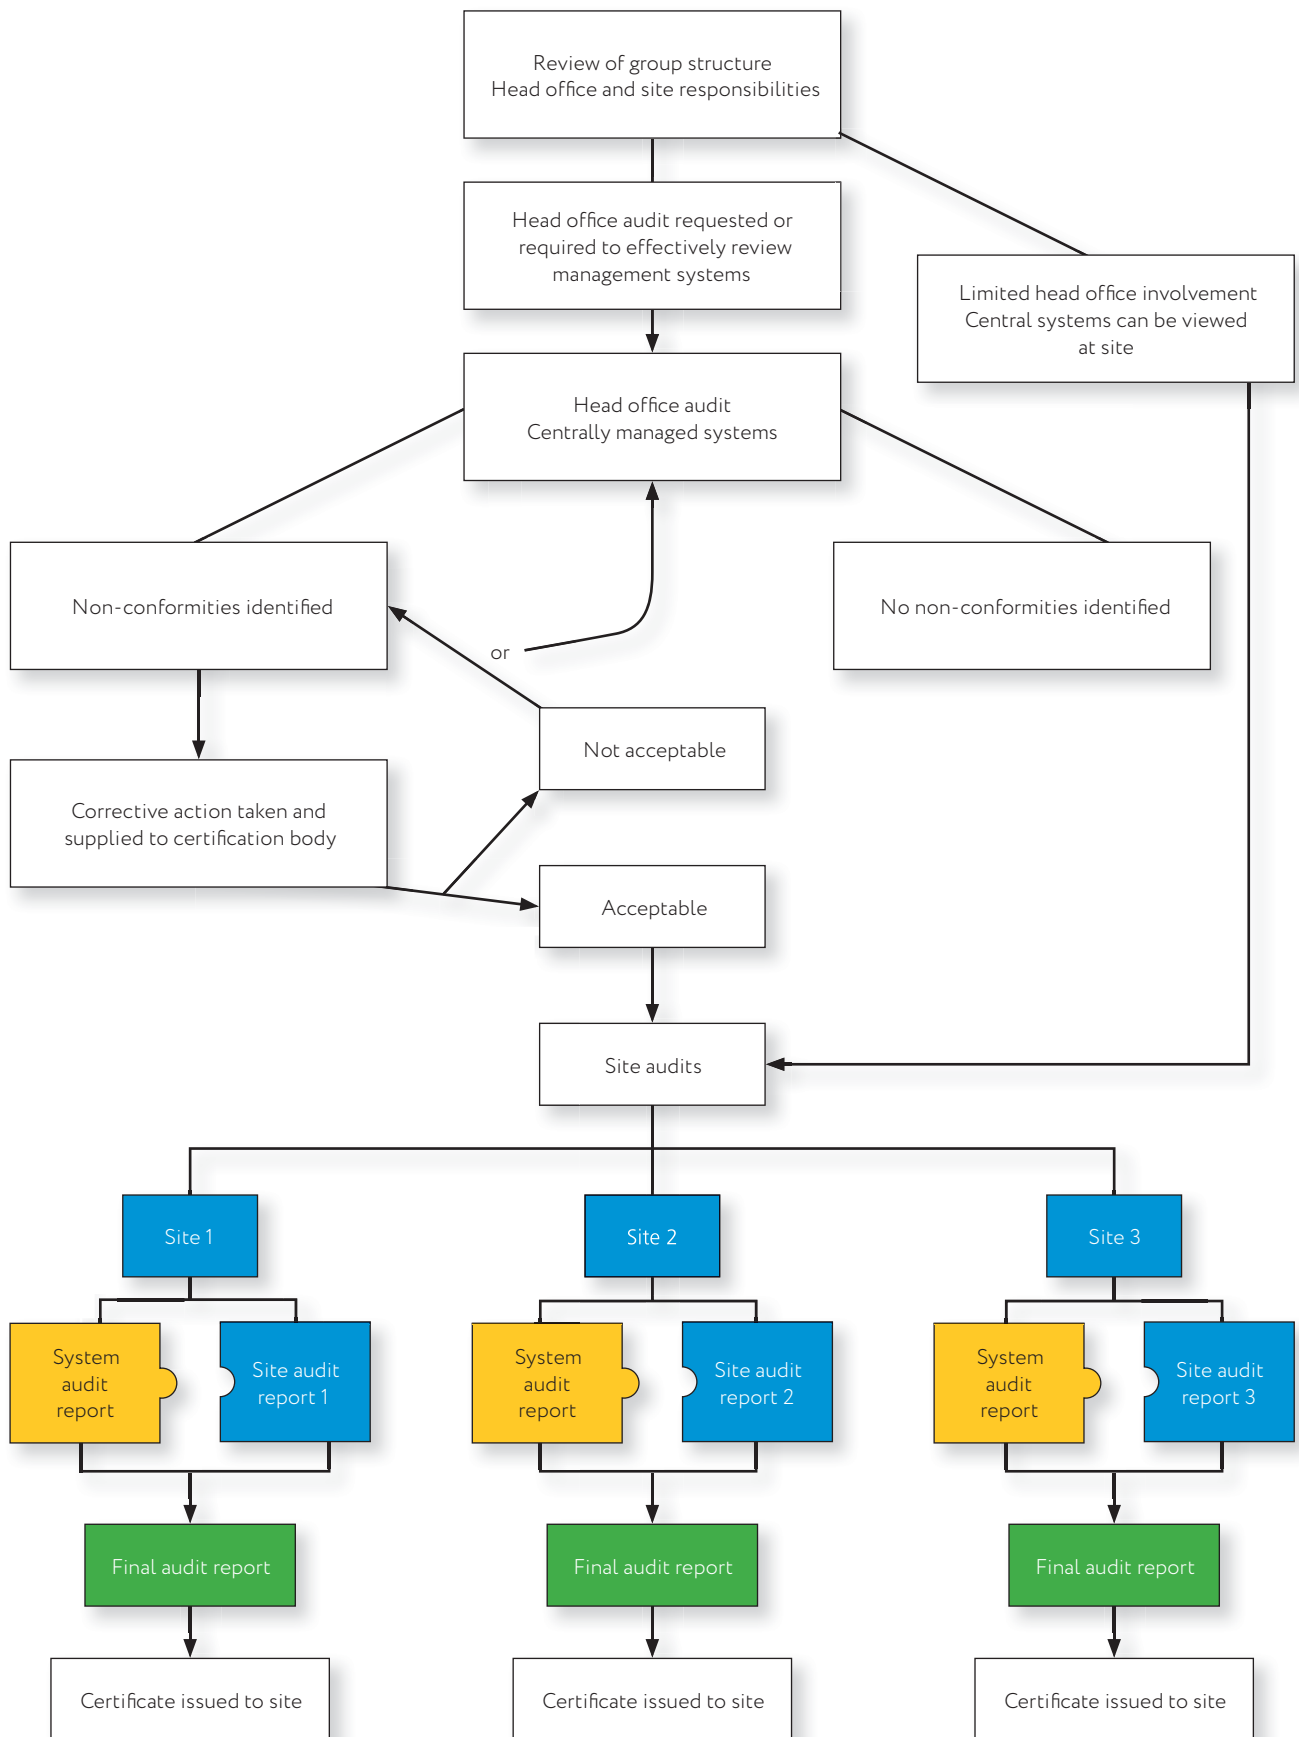 Review of group structure
Head office and site responsibilities
Head office audit requested or
required to effectively review
management systems
Limited head office involvement
Central systems can be viewed
at site
Head office audit
Centrally managed systems
Non-conformities identified
No non-conformities identified
or
Not acceptable
Corrective action taken and
supplied to certification body
Acceptable
Site audits
Site 1
Site 2
Site 3
System
audit
report
Site audit
report 1
System
audit
report
Site audit
report 2
System
audit
report
Site audit
report 3
Final audit report
Final audit report
Final audit report
Certificate issued to site
Certificate issued to site
Certificate issued to site